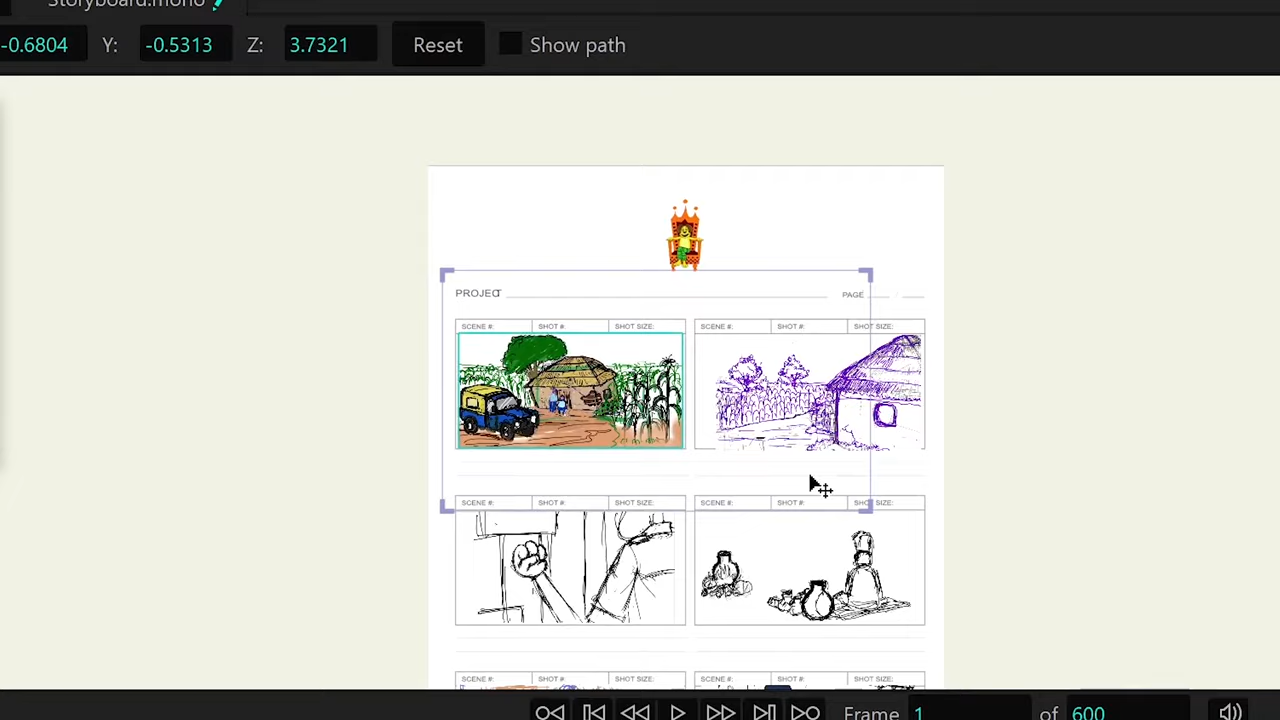 Storyboard.moho
-0.6804 Y: -0.5313 Z: 3.7321 Reset Show path
PROJECT PAGE
SCENE #: SHOT #: SHOT SIZE: SCENE #: SHOT #: SHOT SIZE:
SCENE #: SHOT #: SHOT SIZE: SCENE #: SHOT #: SHOT SIZE:
SCENE #: SHOT #: SHOT SIZE: SCENE #: SHOT #: SHOT SIZE:
Frame 1 of 600